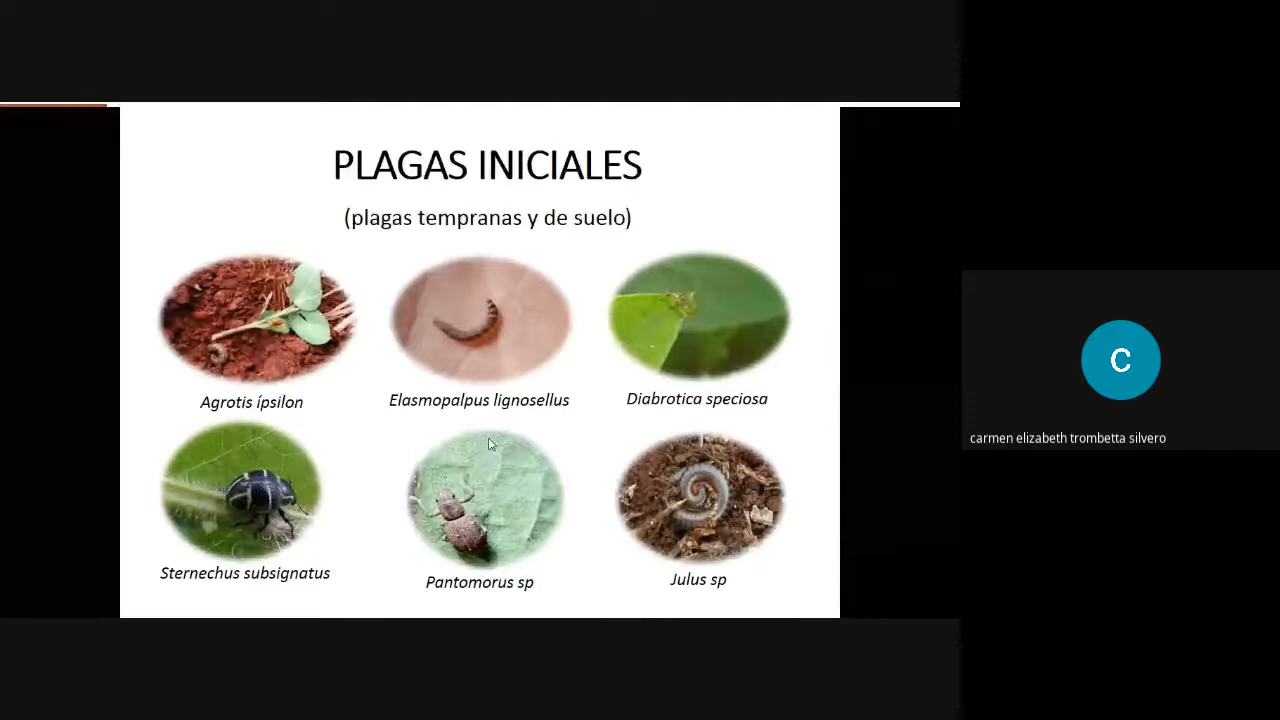 PLAGAS INICIALES
(plagas tempranas y de suelo)
Agrotis ípsilon
Elasmopalpus lignosellus
Diabrotica speciosa
Sternechus subsignatus
Pantomorus sp
Julus sp
C
carmen elizabeth trombetta silvero